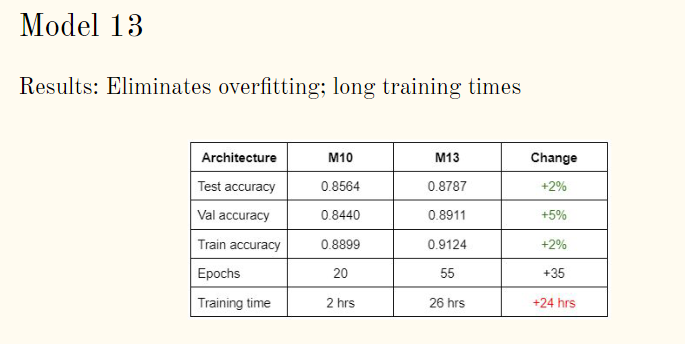 Model 13
Results: Eliminates overfitting; long training times
Architecture M10 M13 Change
Test accuracy 0.8564 0.8787 +2%
Val accuracy 0.8440 0.8911 +5%
Train accuracy 0.8899 0.9124 +2%
Epochs 20 55 +35
Training time 2 hrs 26 hrs +24 hrs